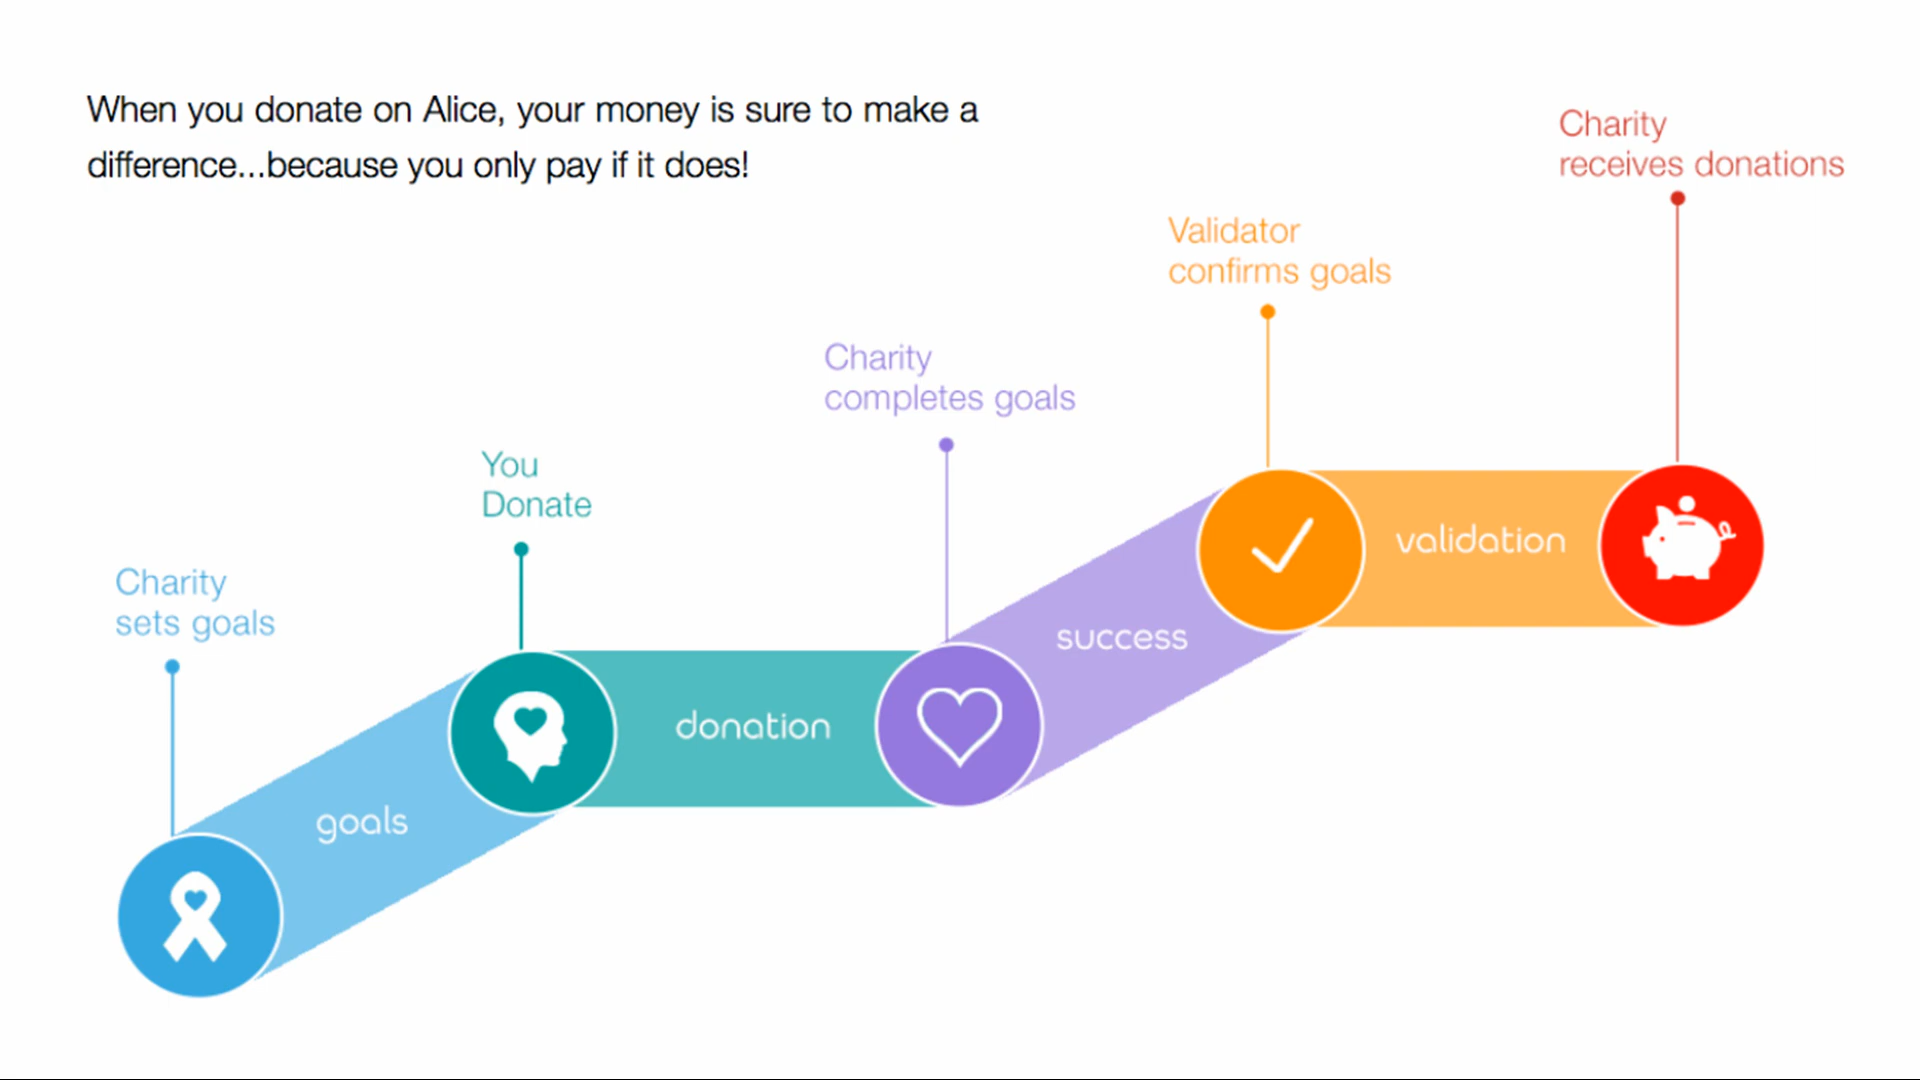 When you donate on Alice, your money is sure to make a
difference...because you only pay if it does!
Charity
receives donations
Validator
confirms goals
Charity
completes goals
You
Donate
Charity
sets goals
goals
donation
success
validation